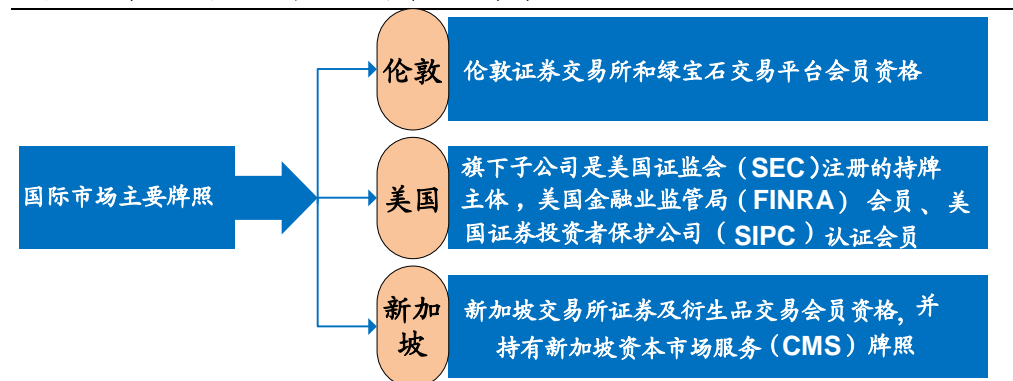 国际市场主要牌照
伦敦
伦敦证券交易所和绿宝石交易平台会员资格
美国
旗下子公司是美国证监会（SEC）注册的持牌
主体，美国金融业监管局（FINRA） 会员、美
国证券投资者保护公司（SIPC）认证会员
新加
坡
新加坡交易所证券及衍生品交易会员资格, 并
持有新加坡资本市场服务（CMS）牌照